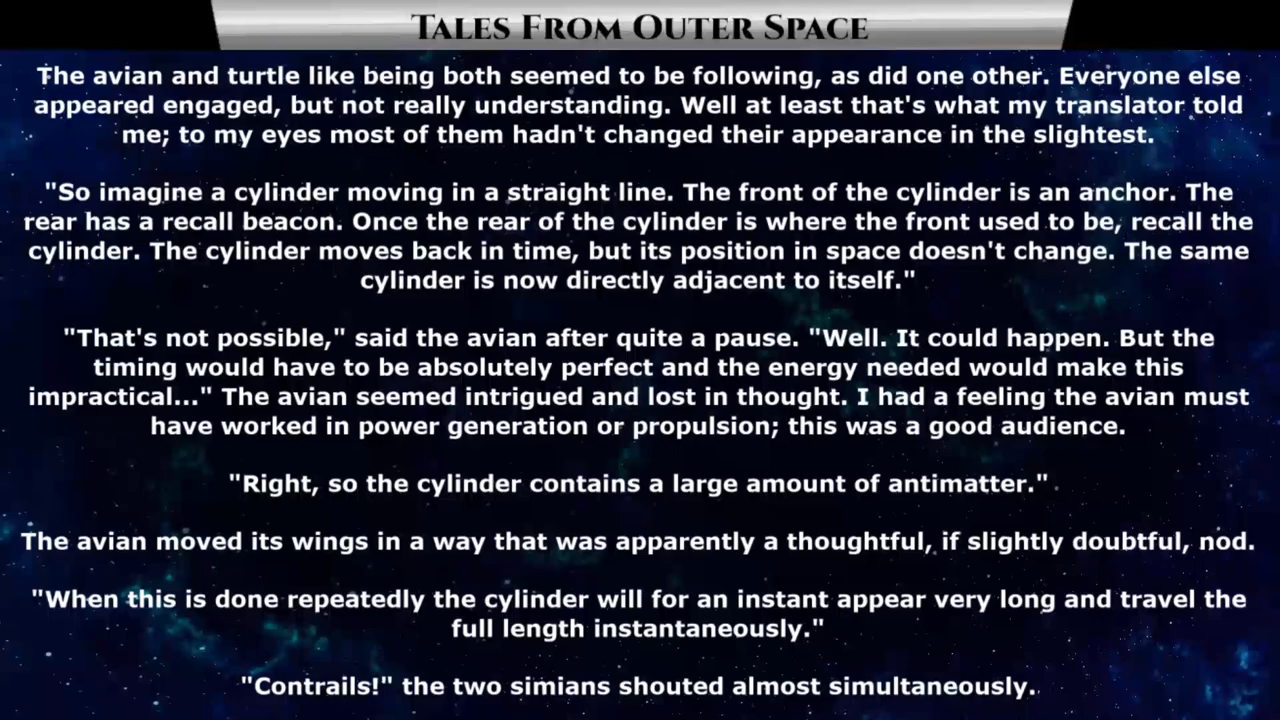 Tales From Outer Space
The avian and turtle like being both seemed to be following, as did one other. Everyone else
appeared engaged, but not really understanding. Well at least that's what my translator told
me; to my eyes most of them hadn't changed their appearance in the slightest.
"So imagine a cylinder moving in a straight line. The front of the cylinder is an anchor. The
rear has a recall beacon. Once the rear of the cylinder is where the front used to be, recall the
cylinder. The cylinder moves back in time, but its position in space doesn't change. The same
cylinder is now directly adjacent to itself."
"That's not possible," said the avian after quite a pause. "Well. It could happen. But the
timing would have to be absolutely perfect and the energy needed would make this
impractical..." The avian seemed intrigued and lost in thought. I had a feeling the avian must
have worked in power generation or propulsion; this was a good audience.
"Right, so the cylinder contains a large amount of antimatter."
The avian moved its wings in a way that was apparently a thoughtful, if slightly doubtful, nod.
"When this is done repeatedly the cylinder will for an instant appear very long and travel the
full length instantaneously."
"Contrails!" the two simians shouted almost simultaneously.